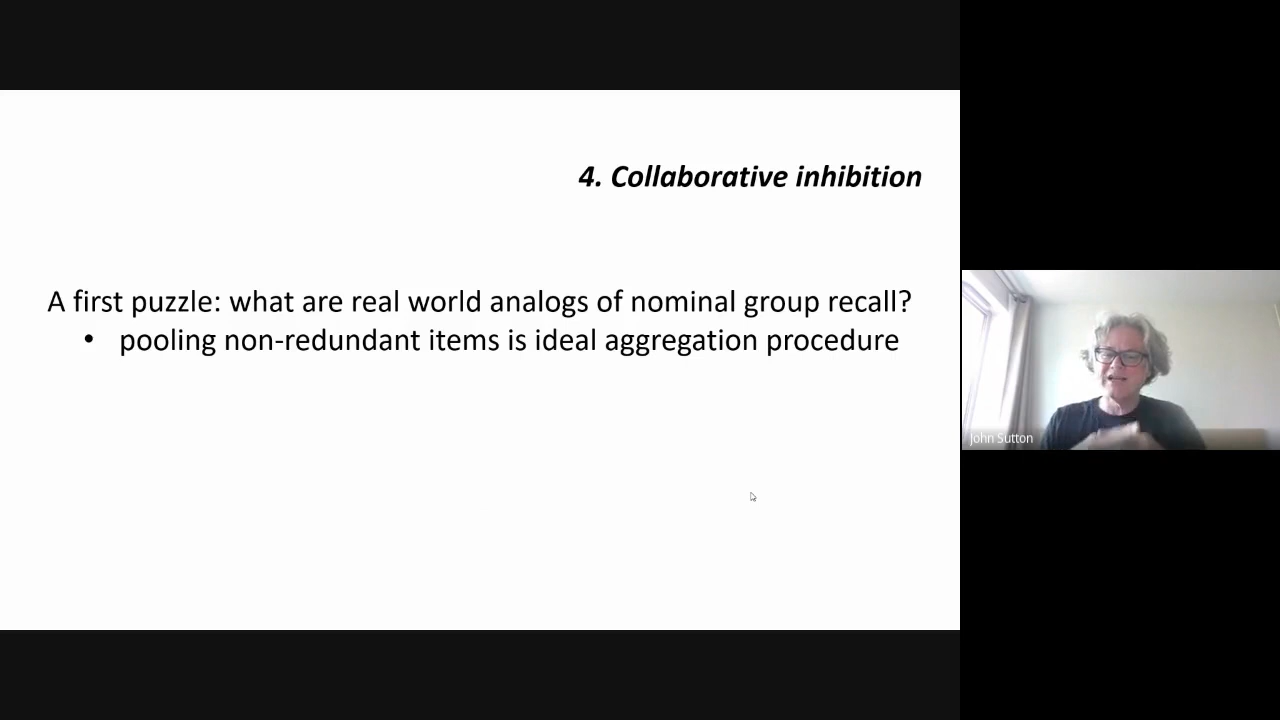 4. Collaborative inhibition
A first puzzle: what are real world analogs of nominal group recall?
• pooling non-redundant items is ideal aggregation procedure
John Sutton